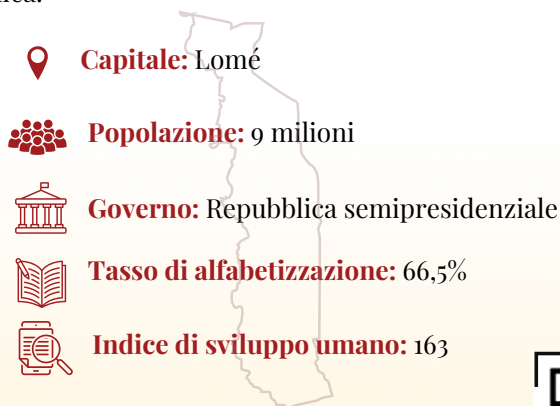 Capitale: Lomé
Popolazione: 9 milioni
Governo: Repubblica semipresidenziale
Tasso di alfabetizzazione: 66,5%
Indice di sviluppo umano: 163